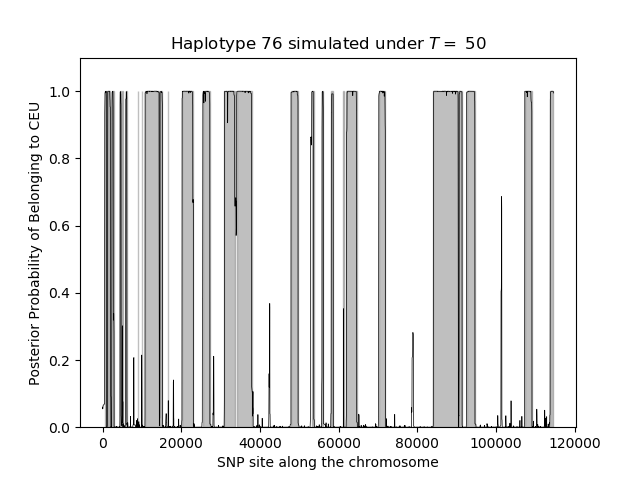 Haplotype 76 simulated under T = 50
Posterior Probability of Belonging to CEU
1.0
0.8
0.6
0.4
0.2
0.0
0 20000 40000 60000 80000 100000 120000
SNP site along the chromosome